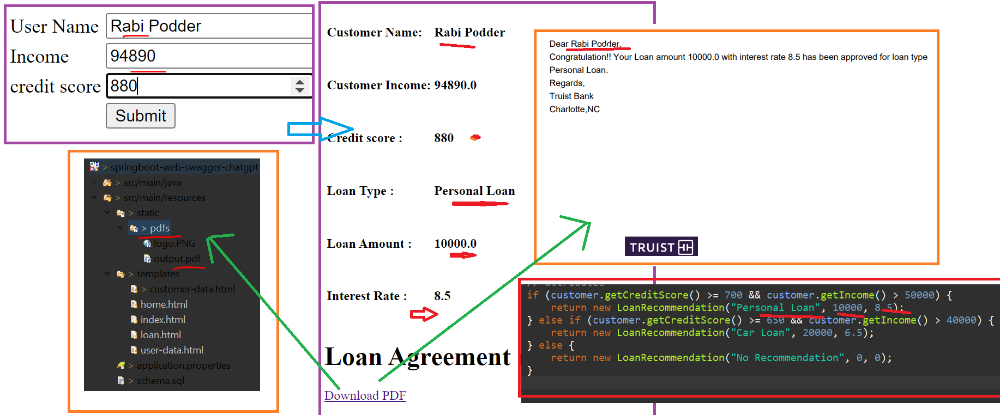 User Name Rabi Podder
Income 94890
credit score 880
Submit
springboot-web-swagger-chatgpt
> src/main/java
> src/main/resources
> static
> pdfs
logo.PNG
output.pdf
> templates
> customer-data.html
home.html
index.html
loan.html
user-data.html
> application.properties
> schema.sql
Customer Name: Rabi Podder
Customer Income: 94890.0
Credit score : 880
Loan Type : Personal Loan
Loan Amount : 10000.0
Interest Rate : 8.5
Loan Agreement
Download PDF
Dear Rabi Podder,
Congratulation!! Your Loan amount 10000.0 with interest rate 8.5 has been approved for loan type
Personal Loan.
Regards,
Truist Bank
Charlotte,NC
TRUIST
// attributes
if (customer.getCreditScore() >= 700 && customer.getIncome() > 50000) {
return new LoanRecommendation("Personal Loan", 10000, 8.5);
} else if (customer.getCreditScore() >= 650 && customer.getIncome() > 40000) {
return new LoanRecommendation("Car Loan", 20000, 6.5);
} else {
return new LoanRecommendation("No Recommendation", 0, 0);
}